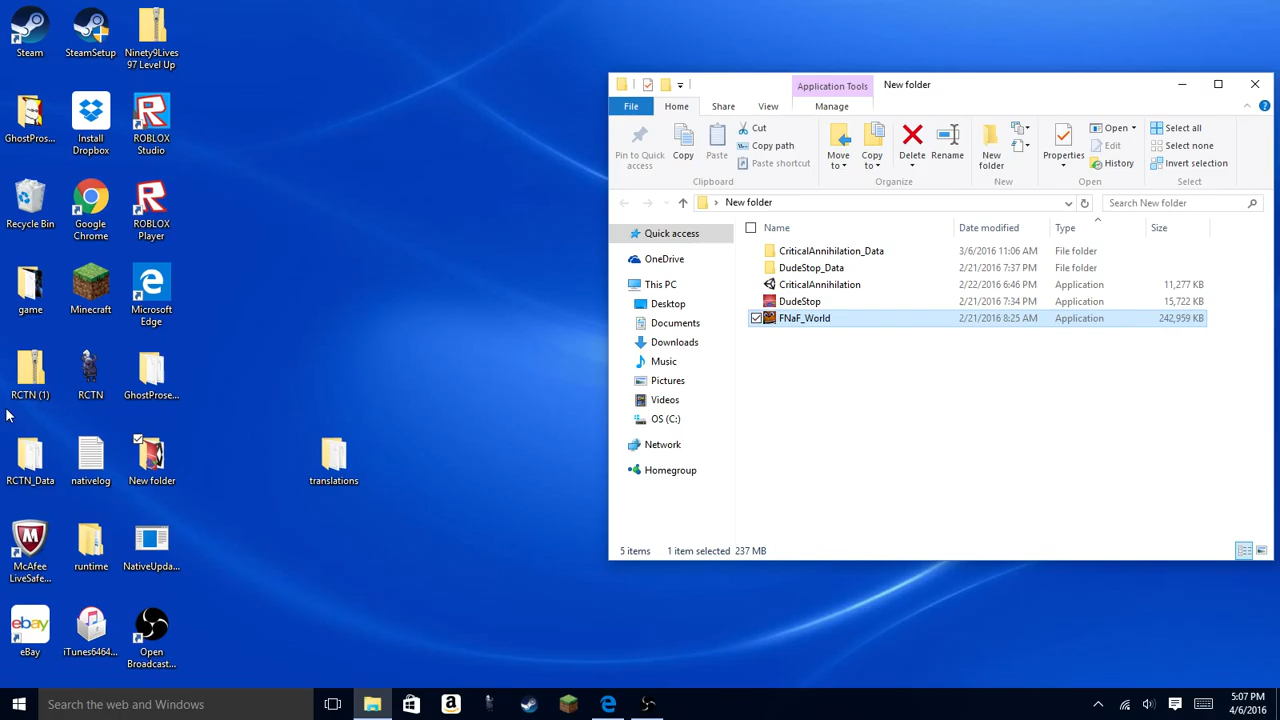 Steam
SteamSetup
Ninety9Lives
97 Level Up
GhostPros...
Install
Dropbox
ROBLOX
Studio
Recycle Bin
Google
Chrome
ROBLOX
Player
game
Minecraft
Microsoft
Edge
RCTN (1)
RCTN
GhostProse...
RCTN_Data
nativelog
New folder
translations
McAfee
LiveSafe...
runtime
NativeUpda...
eBay
iTunes6464...
Open
Broadcast...
Application Tools
New folder
File
Home
Share
View
Manage
Pin to Quick
access
Copy
Paste
Cut
Copy path
Paste shortcut
Clipboard
Move
to
Copy
to
Delete
Rename
Organize
New
folder
New
Properties
Open
Edit
History
Open
Select all
Select none
Invert selection
Select
New folder
Search New folder
Quick access
OneDrive
This PC
Desktop
Documents
Downloads
Music
Pictures
Videos
OS (C:)
Network
Homegroup
Name Date modified Type Size
CriticalAnnihilation_Data 3/6/2016 11:06 AM File folder
DudeStop_Data 2/21/2016 7:37 PM File folder
CriticalAnnihilation 2/22/2016 6:46 PM Application 11,277 KB
DudeStop 2/21/2016 7:34 PM Application 15,722 KB
FNaF_World 2/21/2016 8:25 AM Application 242,959 KB
5 items 1 item selected 237 MB
Search the web and Windows
5:07 PM
4/6/2016